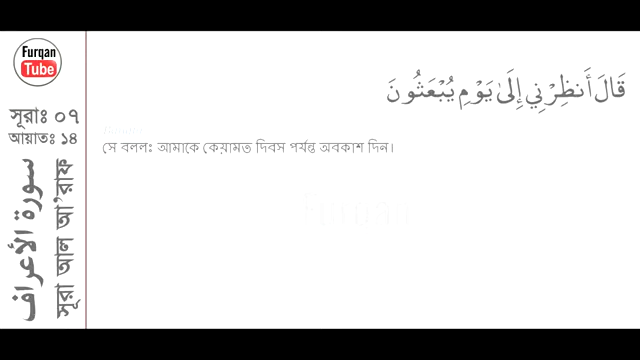 Furqan
Tube
সূরাঃ ০৭
আয়াতঃ ১৪
سورة الأعراف
সূরা আল আ'রাফ
قَالَ أَنظِرْنِي إِلَىٰ يَوْمِ يُبْعَثُونَ
সে বললঃ আমাকে কেয়ামত দিবস পর্যন্ত অবকাশ দিন।